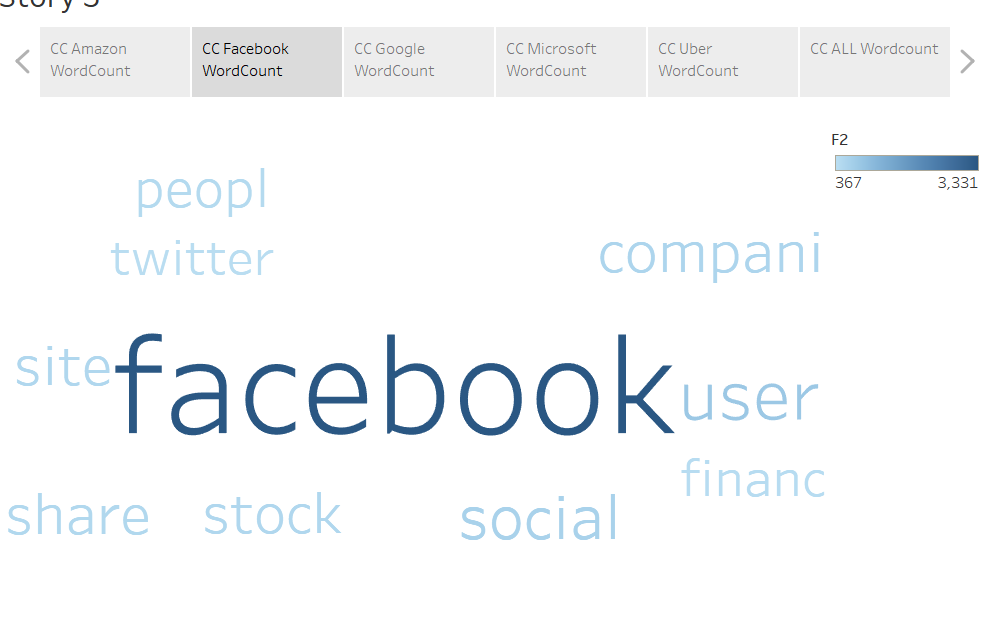 Story 3
CC Amazon
WordCount
CC Facebook
WordCount
CC Google
WordCount
CC Microsoft
WordCount
CC Uber
WordCount
CC ALL Wordcount
F2
367
3,331
peopl
twitter
compani
site
facebook
user
financ
share
stock
social